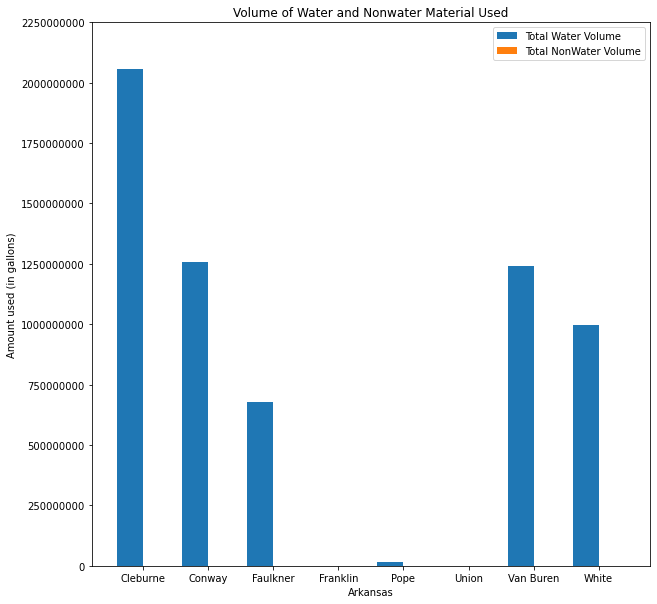 Volume of Water and Nonwater Material Used
Total Water Volume
Total NonWater Volume
Amount used (in gallons)
2250000000
2000000000
1750000000
1500000000
1250000000
1000000000
750000000
500000000
250000000
0
Cleburne Conway Faulkner Franklin Pope Union Van Buren White
Arkansas